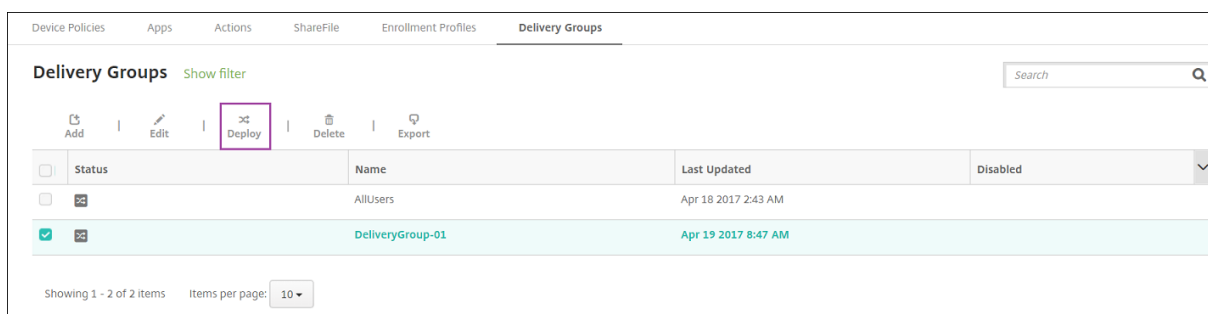 Device Policies Apps Actions ShareFile Enrollment Profiles Delivery Groups
Delivery Groups Show filter Search
Add | Edit | Deploy | Delete | Export
Status Name Last Updated Disabled
AllUsers Apr 18 2017 2:43 AM
DeliveryGroup-01 Apr 19 2017 8:47 AM
Showing 1 - 2 of 2 items Items per page: 10